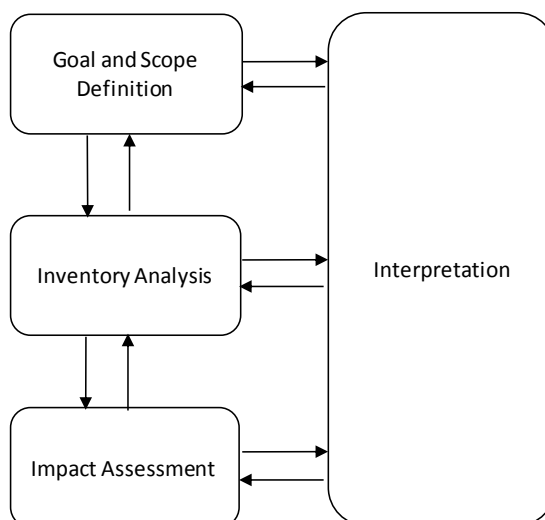 Goal and Scope
Definition
Inventory Analysis
Interpretation
Impact Assessment